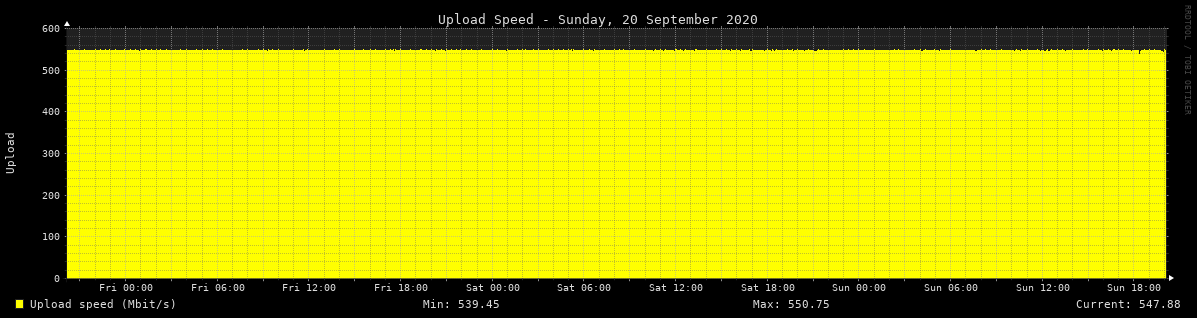 Upload Speed - Sunday, 20 September 2020
RRDTOOL / TOBI OETIKER
Upload
600
500
400
300
200
100
0
Fri 00:00 Fri 06:00 Fri 12:00 Fri 18:00 Sat 00:00 Sat 06:00 Sat 12:00 Sat 18:00 Sun 00:00 Sun 06:00 Sun 12:00 Sun 18:00
Upload speed (Mbit/s) Min: 539.45 Max: 550.75 Current: 547.88